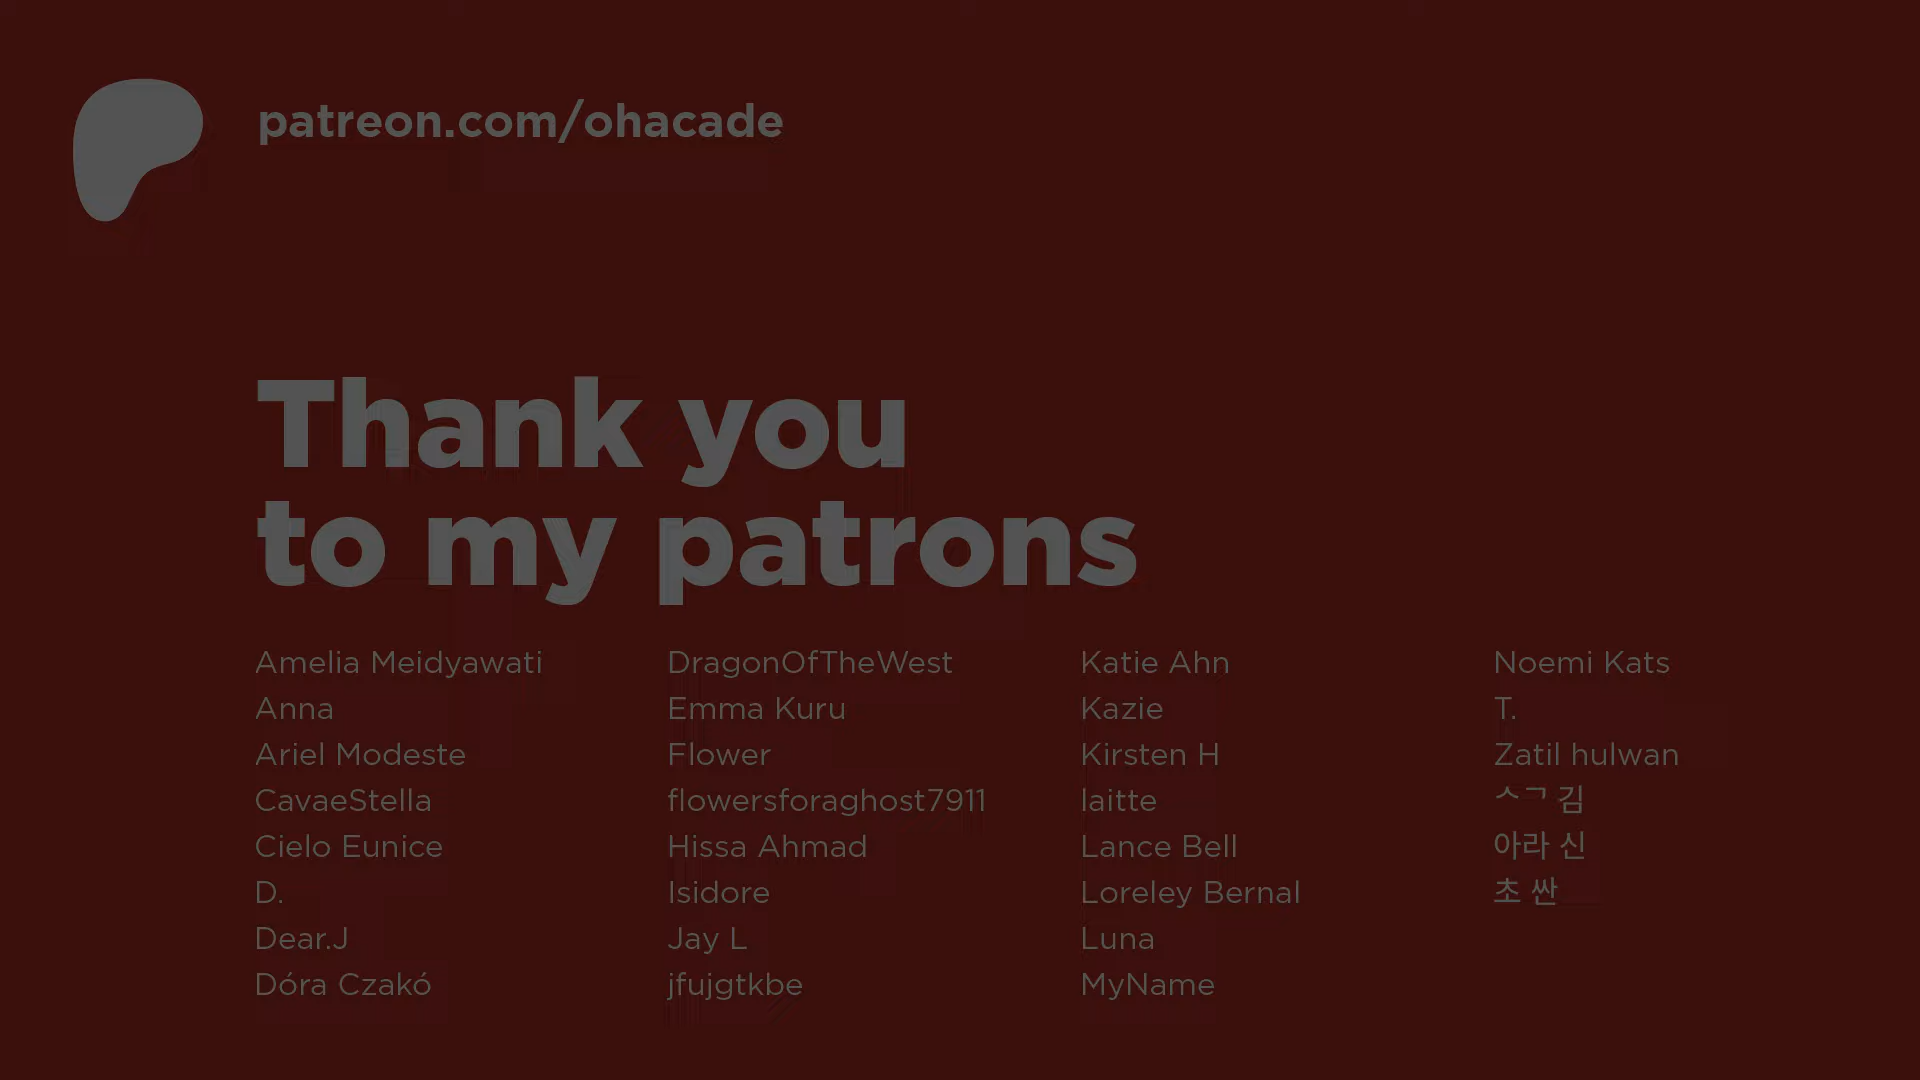 patreon.com/ohacade
Thank you
to my patrons
Amelia Meidyawati
Anna
Ariel Modeste
CavaeStella
Cielo Eunice
D.
Dear.J
Dóra Czakó
DragonOfTheWest
Emma Kuru
Flower
flowersforaghost7911
Hissa Ahmad
Isidore
Jay L
jfujgtkbe
Katie Ahn
Kazie
Kirsten H
laitte
Lance Bell
Loreley Bernal
Luna
MyName
Noemi Kats
T.
Zatil hulwan
ᄉᄀ 김
아라 신
초 싼